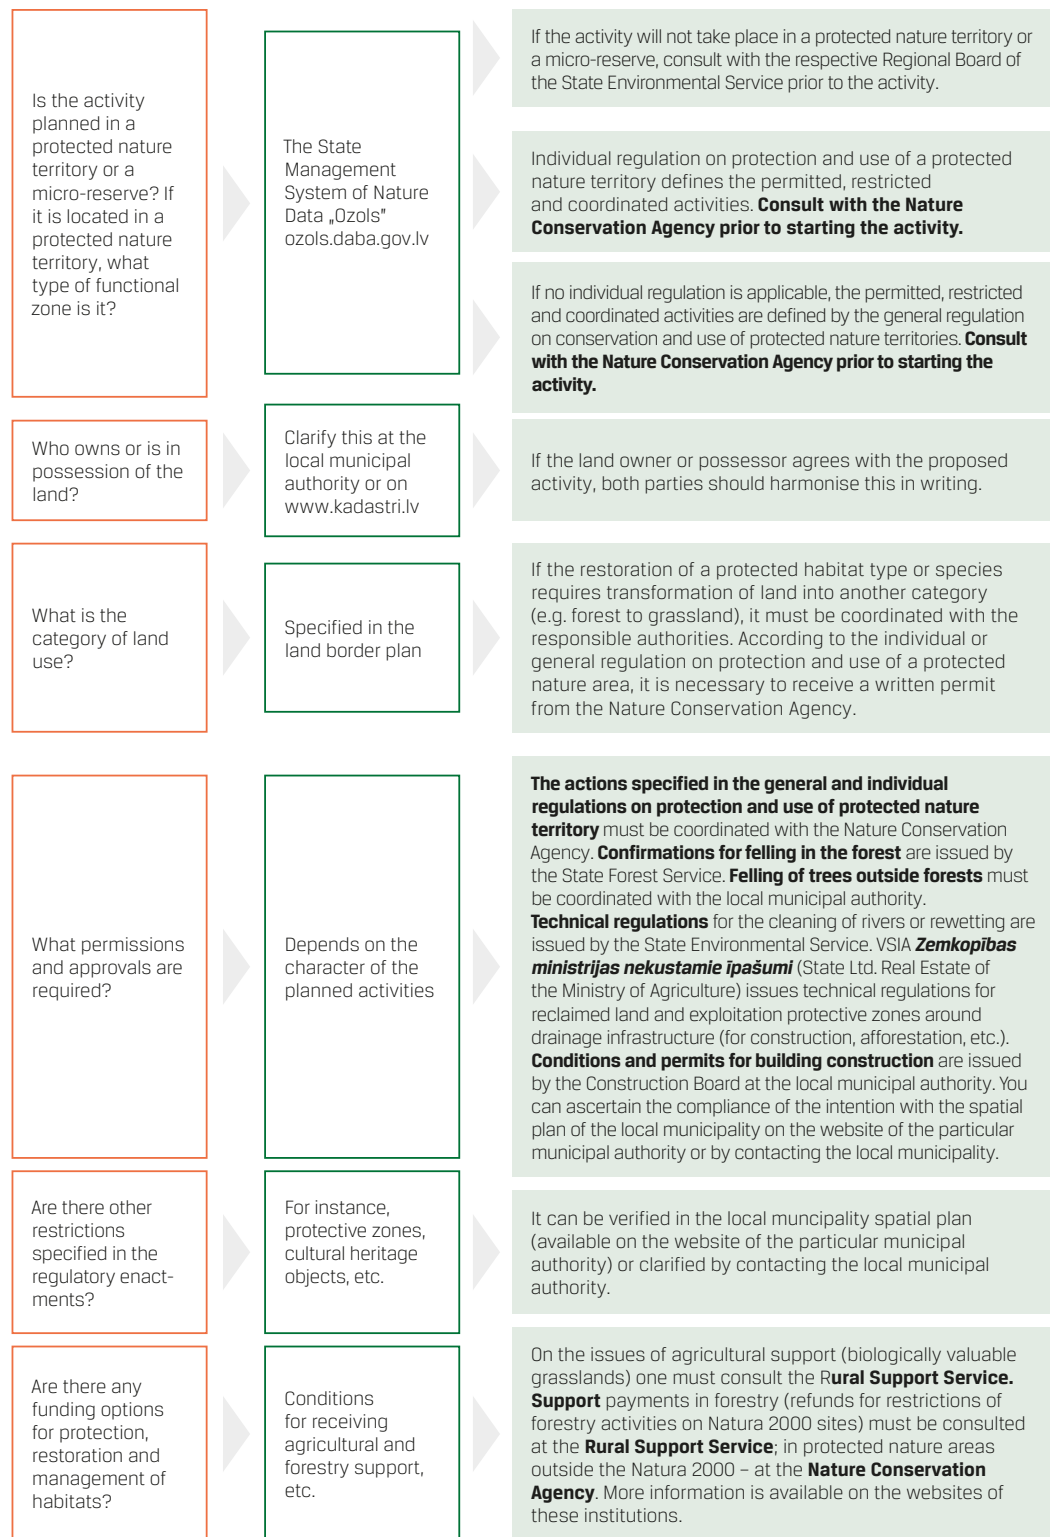 Is the activity
planned in a
protected nature
territory or a
micro-reserve? If
it is located in a
protected nature
territory, what
type of functional
zone is it?
The State
Management
System of Nature
Data „Ozols"
ozols.daba.gov.lv
If the activity will not take place in a protected nature territory or
a micro-reserve, consult with the respective Regional Board of
the State Environmental Service prior to the activity.
Individual regulation on protection and use of a protected
nature territory defines the permitted, restricted
and coordinated activities. Consult with the Nature
Conservation Agency prior to starting the activity.
If no individual regulation is applicable, the permitted, restricted
and coordinated activities are defined by the general regulation
on conservation and use of protected nature territories. Consult
with the Nature Conservation Agency prior to starting the
activity.
Who owns or is in
possession of the
land?
Clarify this at the
local municipal
authority or on
www.kadastri.lv
If the land owner or possessor agrees with the proposed
activity, both parties should harmonise this in writing.
What is the
category of land
use?
Specified in the
land border plan
If the restoration of a protected habitat type or species
requires transformation of land into another category
(e.g. forest to grassland), it must be coordinated with the
responsible authorities. According to the individual or
general regulation on protection and use of a protected
nature area, it is necessary to receive a written permit
from the Nature Conservation Agency.
What permissions
and approvals are
required?
Depends on the
character of the
planned activities
The actions specified in the general and individual
regulations on protection and use of protected nature
territory must be coordinated with the Nature Conservation
Agency. Confirmations for felling in the forest are issued by
the State Forest Service. Felling of trees outside forests must
be coordinated with the local municipal authority.
Technical regulations for the cleaning of rivers or rewetting are
issued by the State Environmental Service. VSIA Zemkopības
ministrijas nekustamie īpašumi (State Ltd. Real Estate of
the Ministry of Agriculture) issues technical regulations for
reclaimed land and exploitation protective zones around
drainage infrastructure (for construction, afforestation, etc.).
Conditions and permits for building construction are issued
by the Construction Board at the local municipal authority. You
can ascertain the compliance of the intention with the spatial
plan of the local municipality on the website of the particular
municipal authority or by contacting the local municipality.
Are there other
restrictions
specified in the
regulatory enact-
ments?
For instance,
protective zones,
cultural heritage
objects, etc.
It can be verified in the local muncipality spatial plan
(available on the website of the particular municipal
authority) or clarified by contacting the local municipal
authority.
Are there any
funding options
for protection,
restoration and
management of
habitats?
Conditions
for receiving
agricultural and
forestry support,
etc.
On the issues of agricultural support (biologically valuable
grasslands) one must consult the Rural Support Service.
Support payments in forestry (refunds for restrictions of
forestry activities on Natura 2000 sites) must be consulted
at the Rural Support Service; in protected nature areas
outside the Natura 2000 – at the Nature Conservation
Agency. More information is available on the websites of
these institutions.